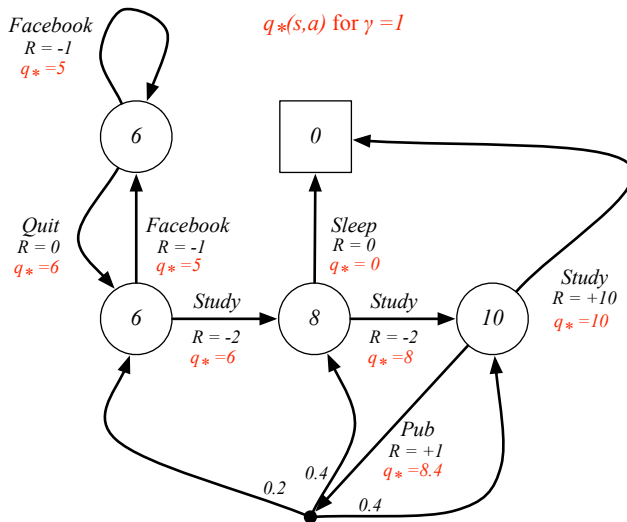 q*(s,a) for γ =1
Facebook
R = -1
q* =5
6
0
Quit
R = 0
q* =6
Facebook
R = -1
q* =5
Sleep
R = 0
q* = 0
Study
R = +10
q* =10
6
Study
R = -2
q* =6
8
Study
R = -2
q* =8
10
Pub
R = +1
q* =8.4
0.2
0.4
0.4